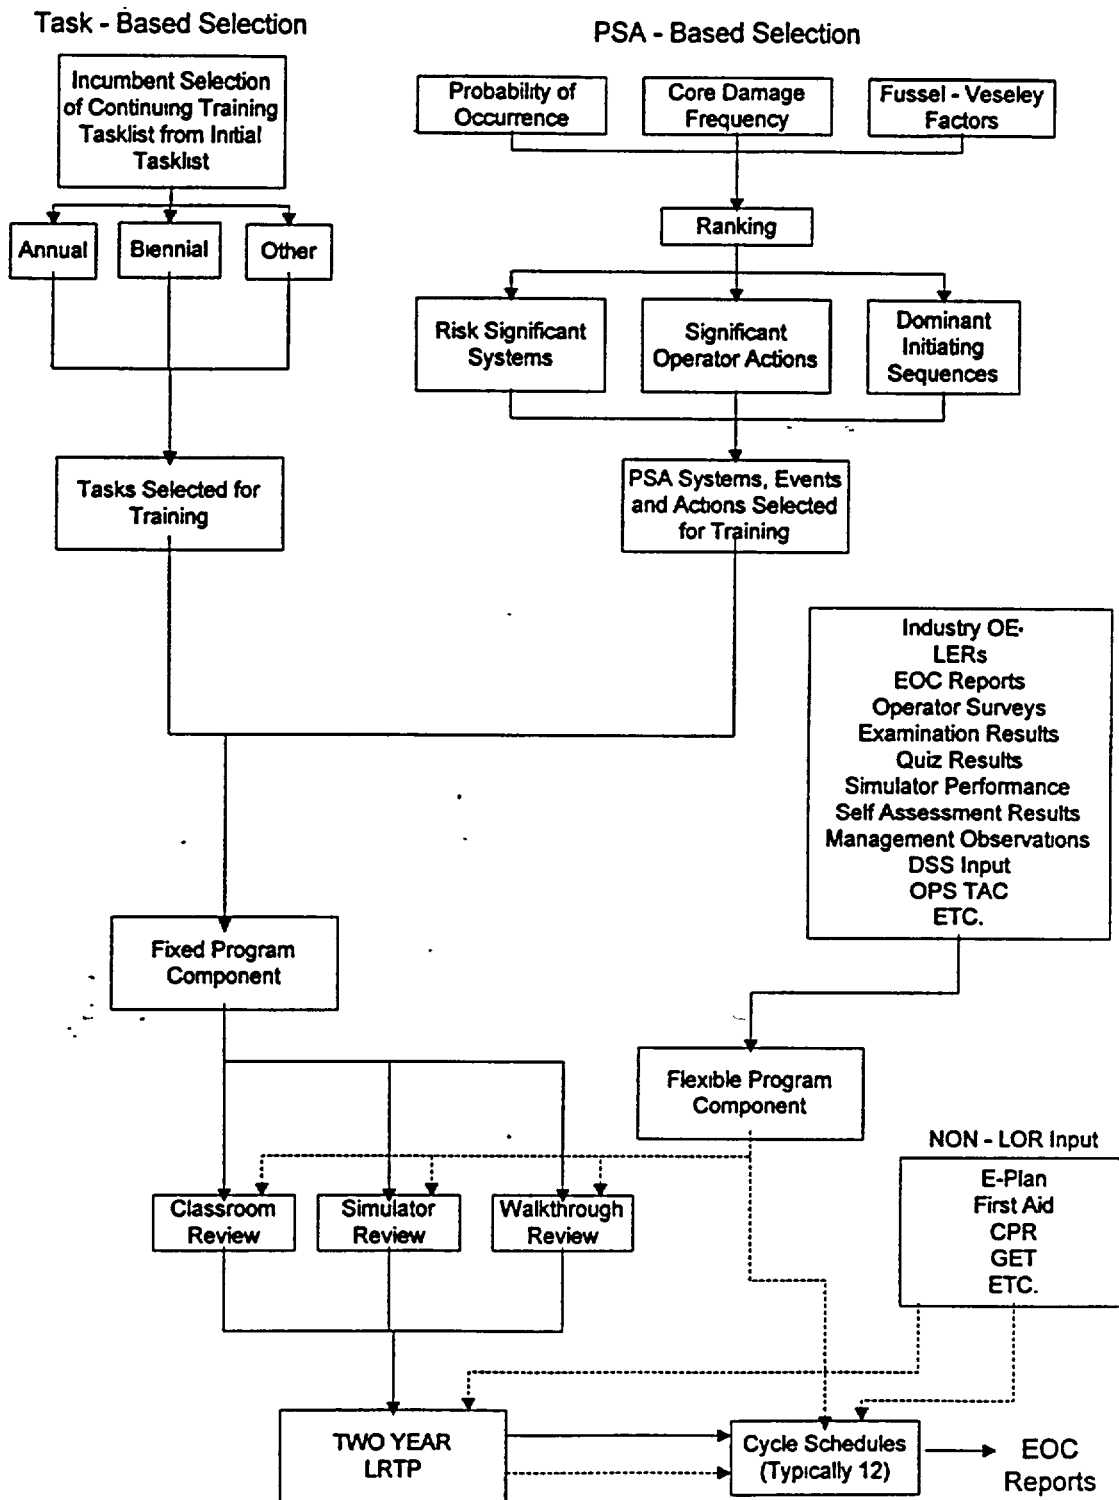 Task - Based Selection
PSA - Based Selection
Incumbent Selection
of Continuing Training
Tasklist from Initial
Tasklist
Annual
Biennial
Other
Probability of
Occurrence
Core Damage
Frequency
Fussel - Veseley
Factors
Ranking
Risk Significant
Systems
Significant
Operator Actions
Dominant
Initiating
Sequences
Tasks Selected for
Training
PSA Systems, Events
and Actions Selected
for Training
Industry OE
LERs
EOC Reports
Operator Surveys
Examination Results
Quiz Results
Simulator Performance
Self Assessment Results
Management Observations
DSS Input
OPS TAC
ETC.
Fixed Program
Component
Flexible Program
Component
NON - LOR Input
E-Plan
First Aid
CPR
GET
ETC.
Classroom
Review
Simulator
Review
Walkthrough
Review
TWO YEAR
LRTP
Cycle Schedules
(Typically 12)
EOC
Reports